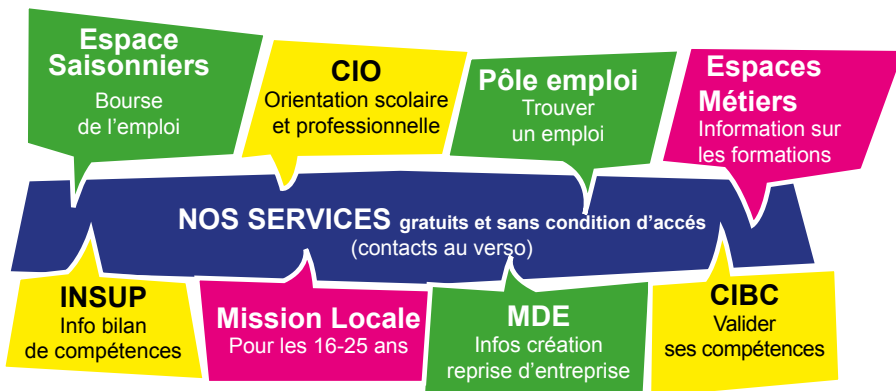 Espace
Saisonniers
Bourse
de l'emploi
CIO
Orientation scolaire
et professionnelle
Pôle emploi
Trouver
un emploi
Espaces
Métiers
Information sur
les formations
NOS SERVICES gratuits et sans condition d'accés
(contacts au verso)
INSUP
Info bilan
de compétences
Mission Locale
Pour les 16-25 ans
MDE
Infos création
reprise d'entreprise
CIBC
Valider
ses compétences